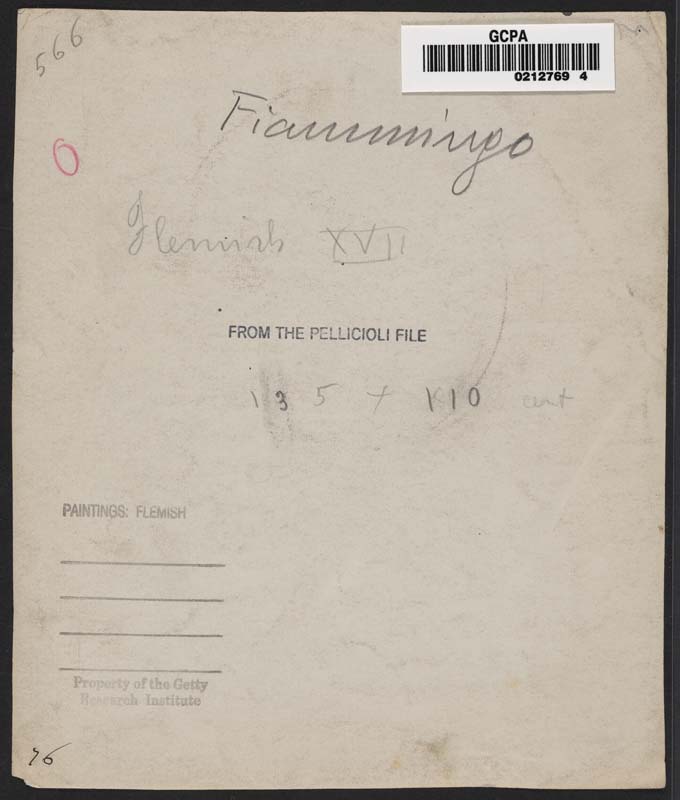 566
GCPA
0212769 4
Fiammingo
O
Flemish XVII
FROM THE PELLICIOLI FILE
135 + 110 cent
PAINTINGS: FLEMISH
Property of the Getty
Research Institute
76